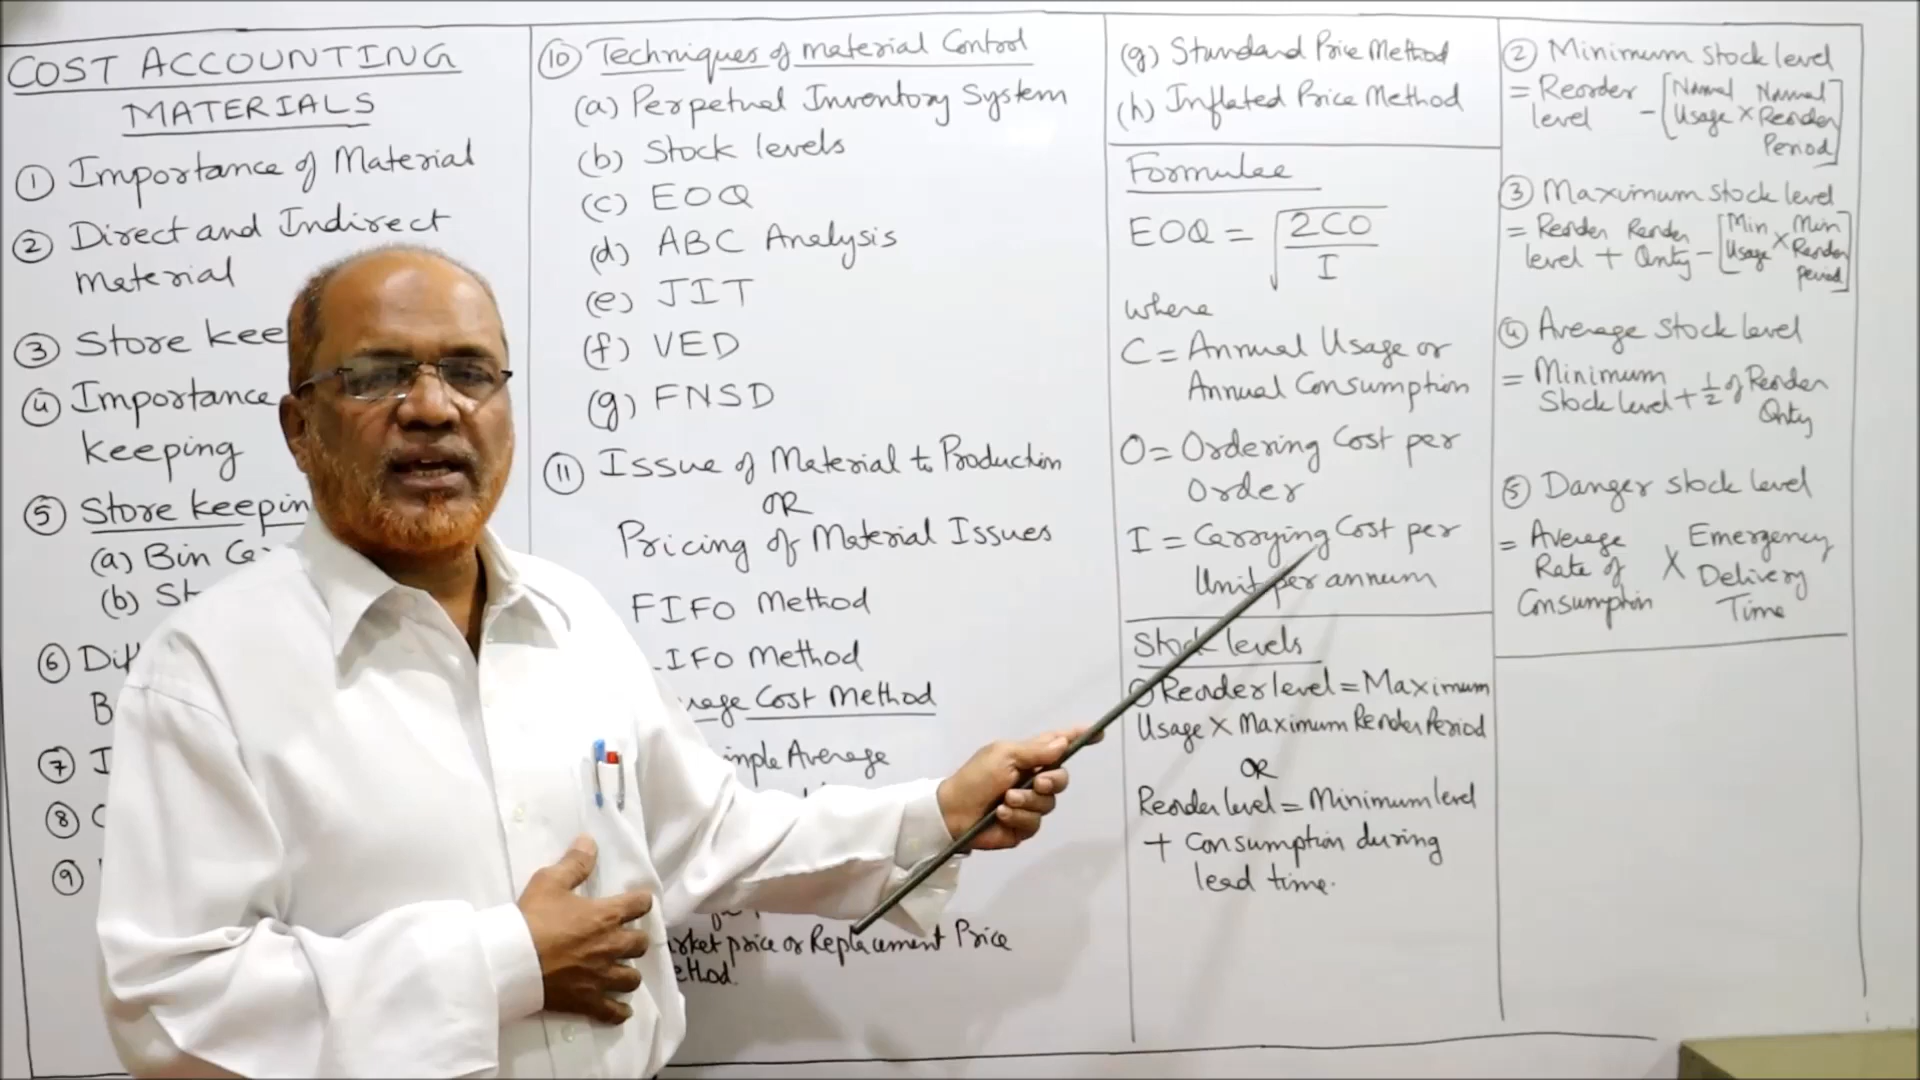 COST ACCOUNTING
MATERIALS
① Importance of Material
② Direct and Indirect
material
③ Store
④ Importance
keeping
⑤ Store
(a) Bin
(b)
⑥
⑦
⑧
⑨
⑩ Techniques of material Control
(a) Perpetual Inventory System
(b) Stock levels
(c) EOQ
(d) ABC Analysis
(e) JIT
(f) VED
(g) FNSD
⑪ Issue of Material to Production
OR
Pricing of Material Issues
FIFO Method
IFO Method
Cost Method
Average
price or Replacement Price
(g) Standard Price Method
(h) Inflated Price Method
Formulae
EOQ = √2CO/I
where
C = Annual Usage or
Annual Consumption
O = Ordering Cost per
Order
I = Carrying Cost per
Unit per annum
Stock levels
① Reorder level = Maximum
Usage X Maximum Reorder Period
OR
Reorder level = Minimum level
+ Consumption during
lead time.
② Minimum stock level
= Reorder level - [Normal Usage X Normal Reorder Period]
③ Maximum stock level
= Reorder level + Reorder Qnty - [Min Usage X Min Reorder period]
④ Average stock level
= Minimum Stock level + 1/2 of Reorder Qnty
⑤ Danger stock level
= Average Rate of Consumption X Emergency Delivery Time